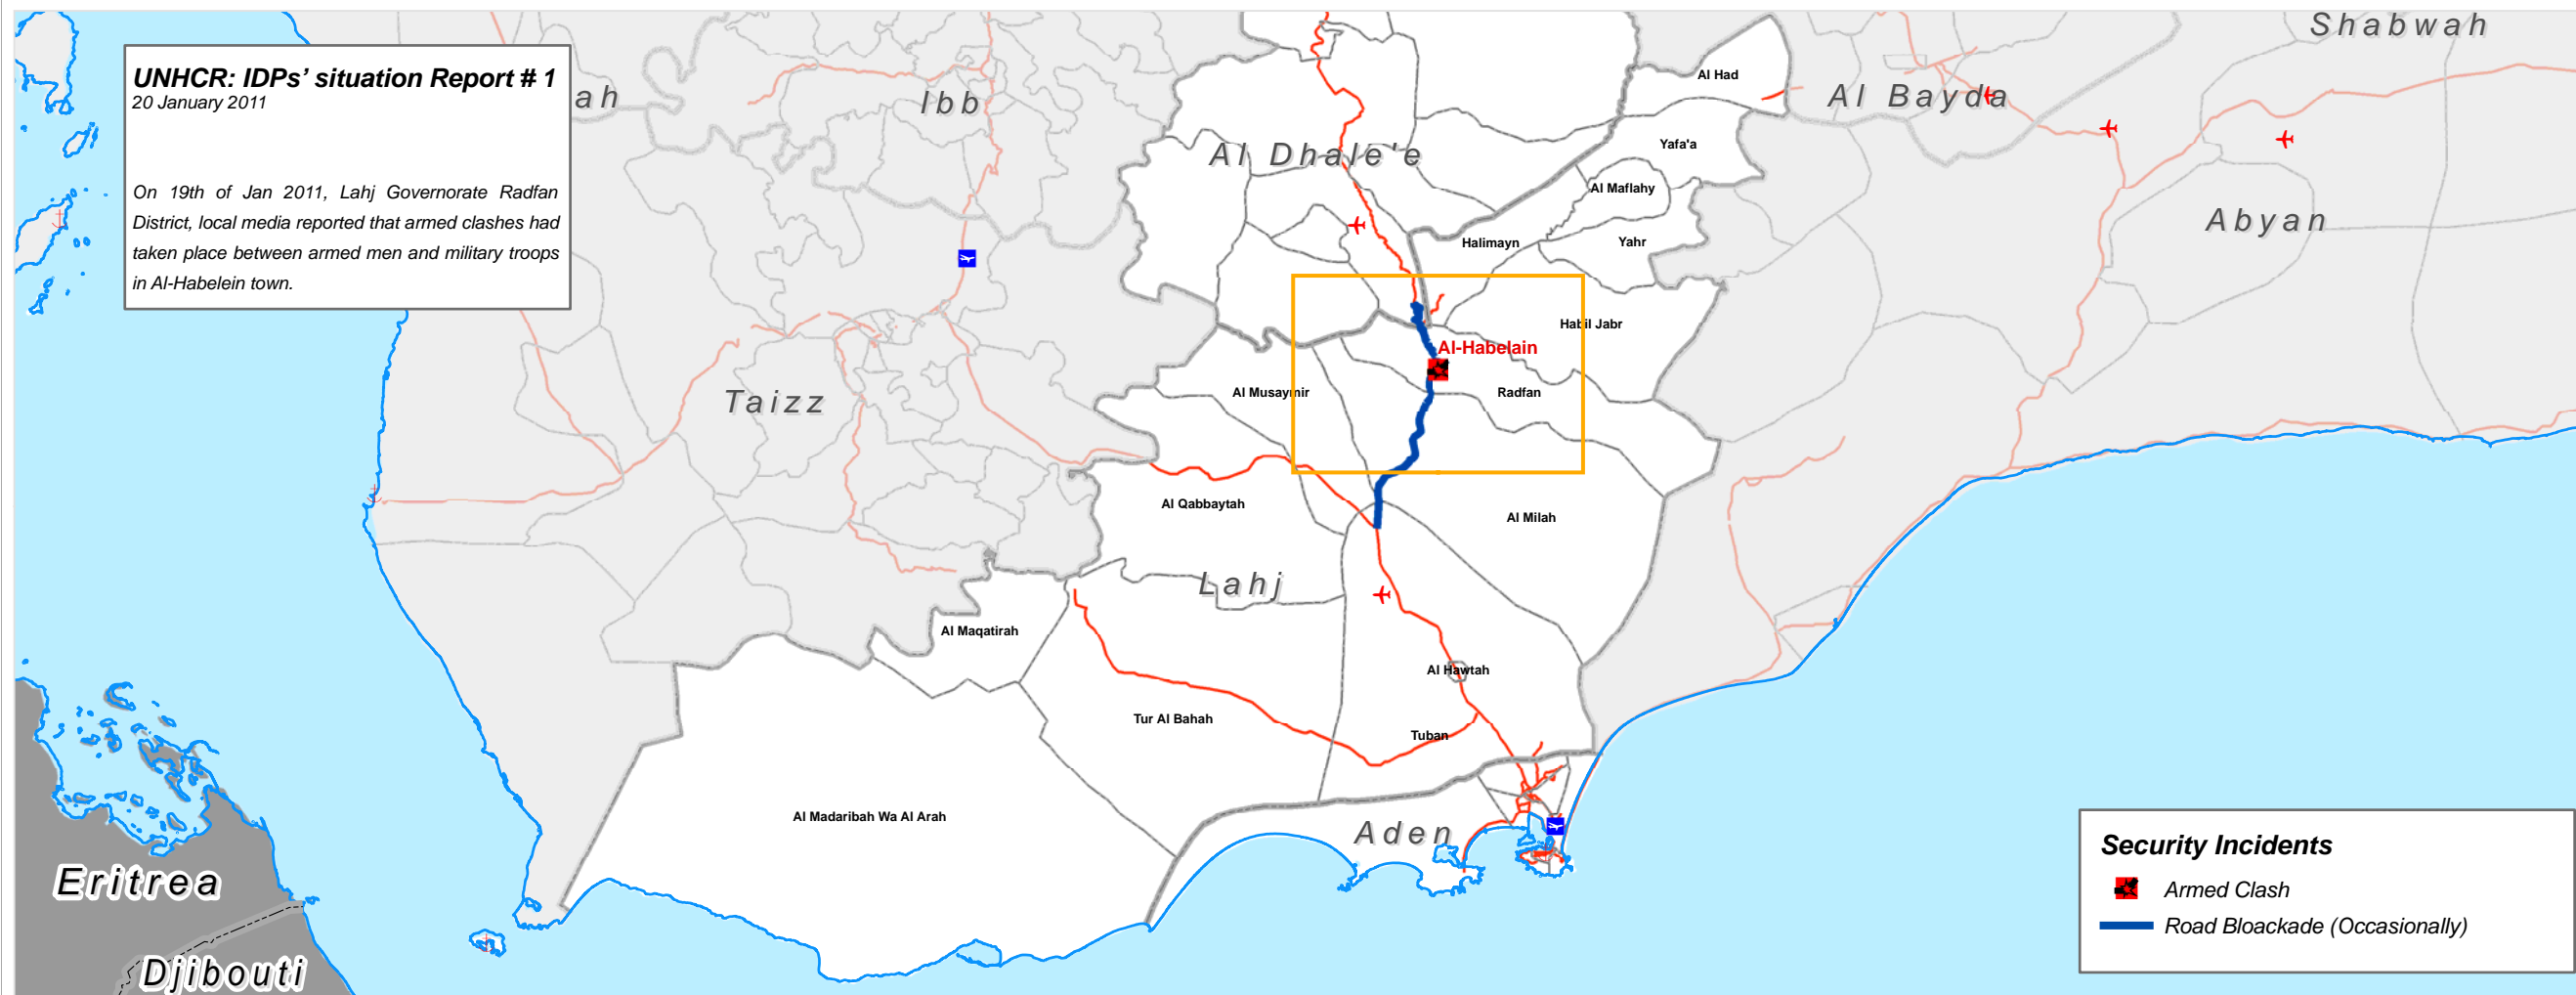 Shabwah
UNHCR: IDPs’ situation Report # 1
20 January 2011
On 19th of Jan 2011, Lahj Governorate Radfan
District, local media reported that armed clashes had
taken place between armed men and military troops
in Al-Habelein town.
ah
Ibb
Al Had
Al Bayda
Al Dhale'e
Yafa'a
Al Maflahy
Abyan
Halimayn
Yahr
Habil Jabr
Al-Habelain
Taizz
Al Musaymir
Radfan
Al Qabbaytah
Al Milah
Lahj
Al Maqatirah
Al Hawtah
Tur Al Bahah
Tuban
Al Madaribah Wa Al Arah
Aden
Eritrea
Djibouti
Security Incidents
Armed Clash
Road Bloackade (Occasionally)